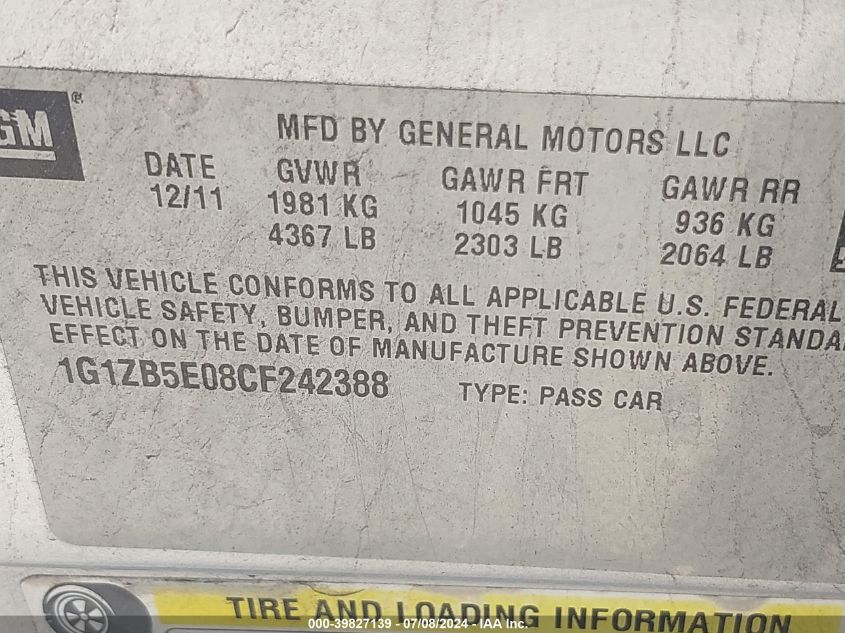 GM
MFD BY GENERAL MOTORS LLC
DATE GVWR GAWR FRT GAWR RR
12/11 1981 KG 1045 KG 936 KG
4367 LB 2303 LB 2064 LB
THIS VEHICLE CONFORMS TO ALL APPLICABLE U.S. FEDERAL
VEHICLE SAFETY, BUMPER, AND THEFT PREVENTION STANDA
EFFECT ON THE DATE OF MANUFACTURE SHOWN ABOVE.
1G1ZB5E08CF242388 TYPE: PASS CAR
TIRE AND LOADING INFORMATION
000-39827139 - 07/08/2024 - IAA Inc.